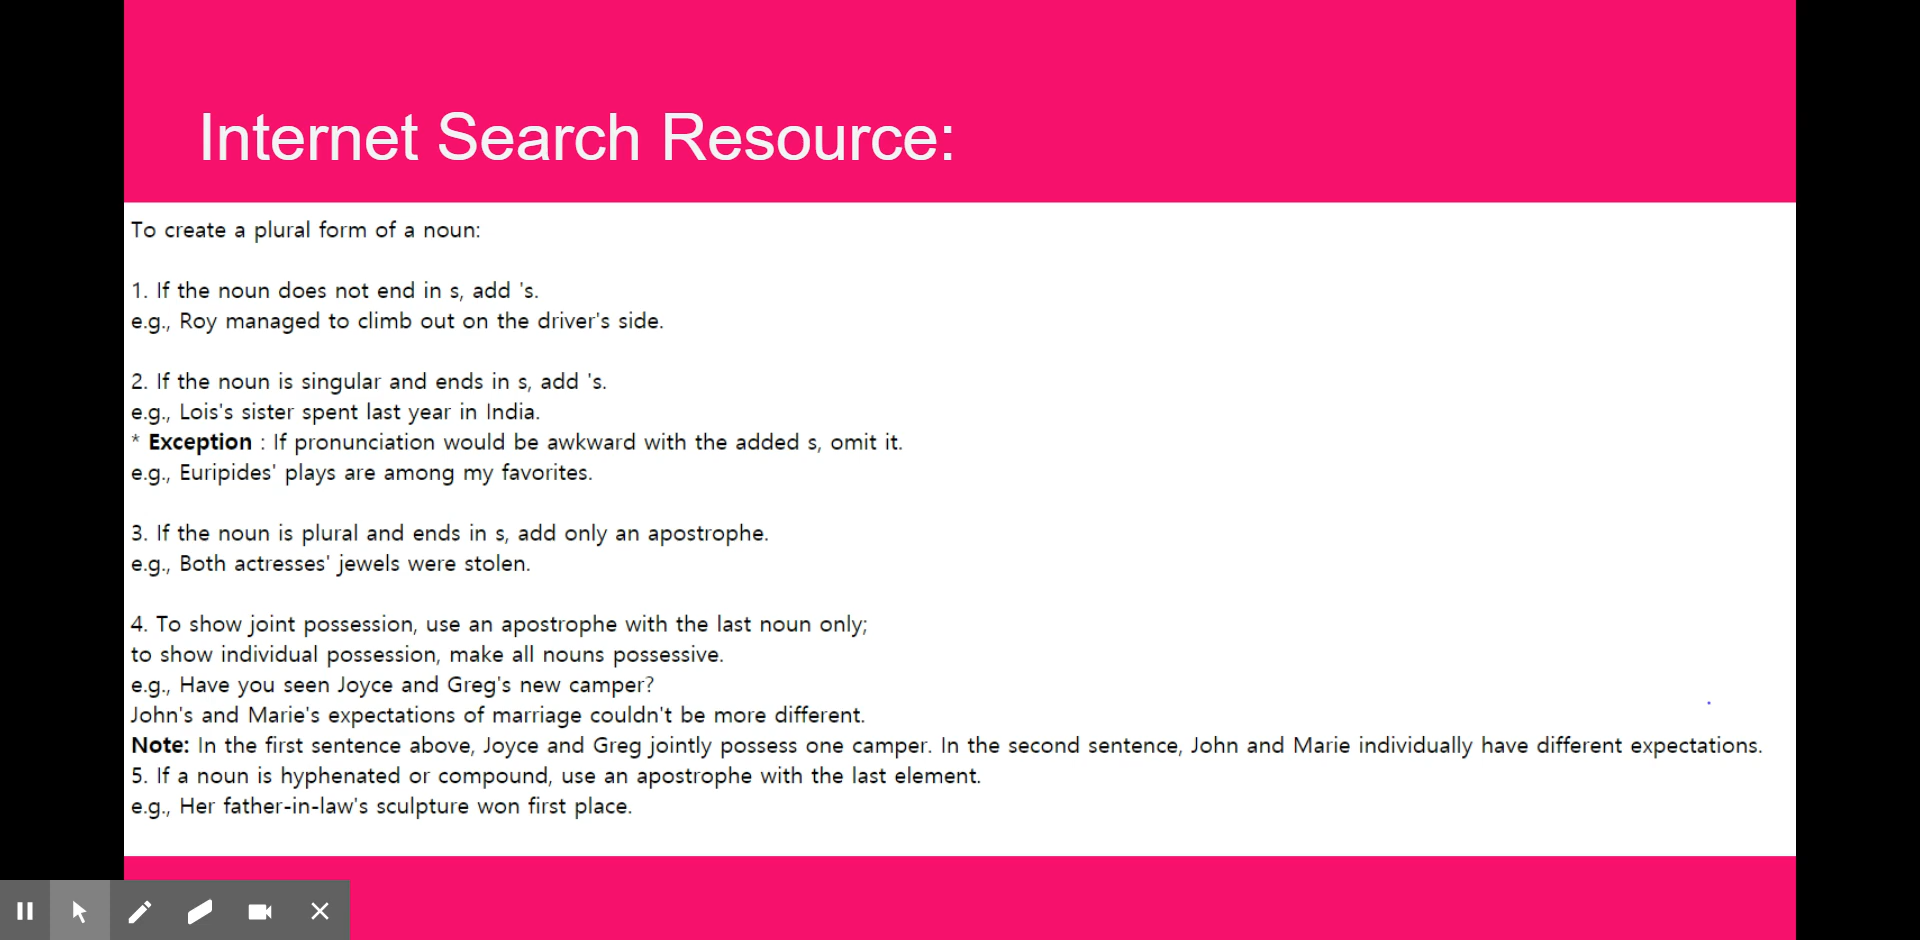 Internet Search Resource:
To create a plural form of a noun:
1. If the noun does not end in s, add 's.
e.g., Roy managed to climb out on the driver's side.
2. If the noun is singular and ends in s, add 's.
e.g., Lois's sister spent last year in India.
* Exception : If pronunciation would be awkward with the added s, omit it.
e.g., Euripides' plays are among my favorites.
3. If the noun is plural and ends in s, add only an apostrophe.
e.g., Both actresses' jewels were stolen.
4. To show joint possession, use an apostrophe with the last noun only;
to show individual possession, make all nouns possessive.
e.g., Have you seen Joyce and Greg's new camper?
John's and Marie's expectations of marriage couldn't be more different.
Note: In the first sentence above, Joyce and Greg jointly possess one camper. In the second sentence, John and Marie individually have different expectations.
5. If a noun is hyphenated or compound, use an apostrophe with the last element.
e.g., Her father-in-law's sculpture won first place.